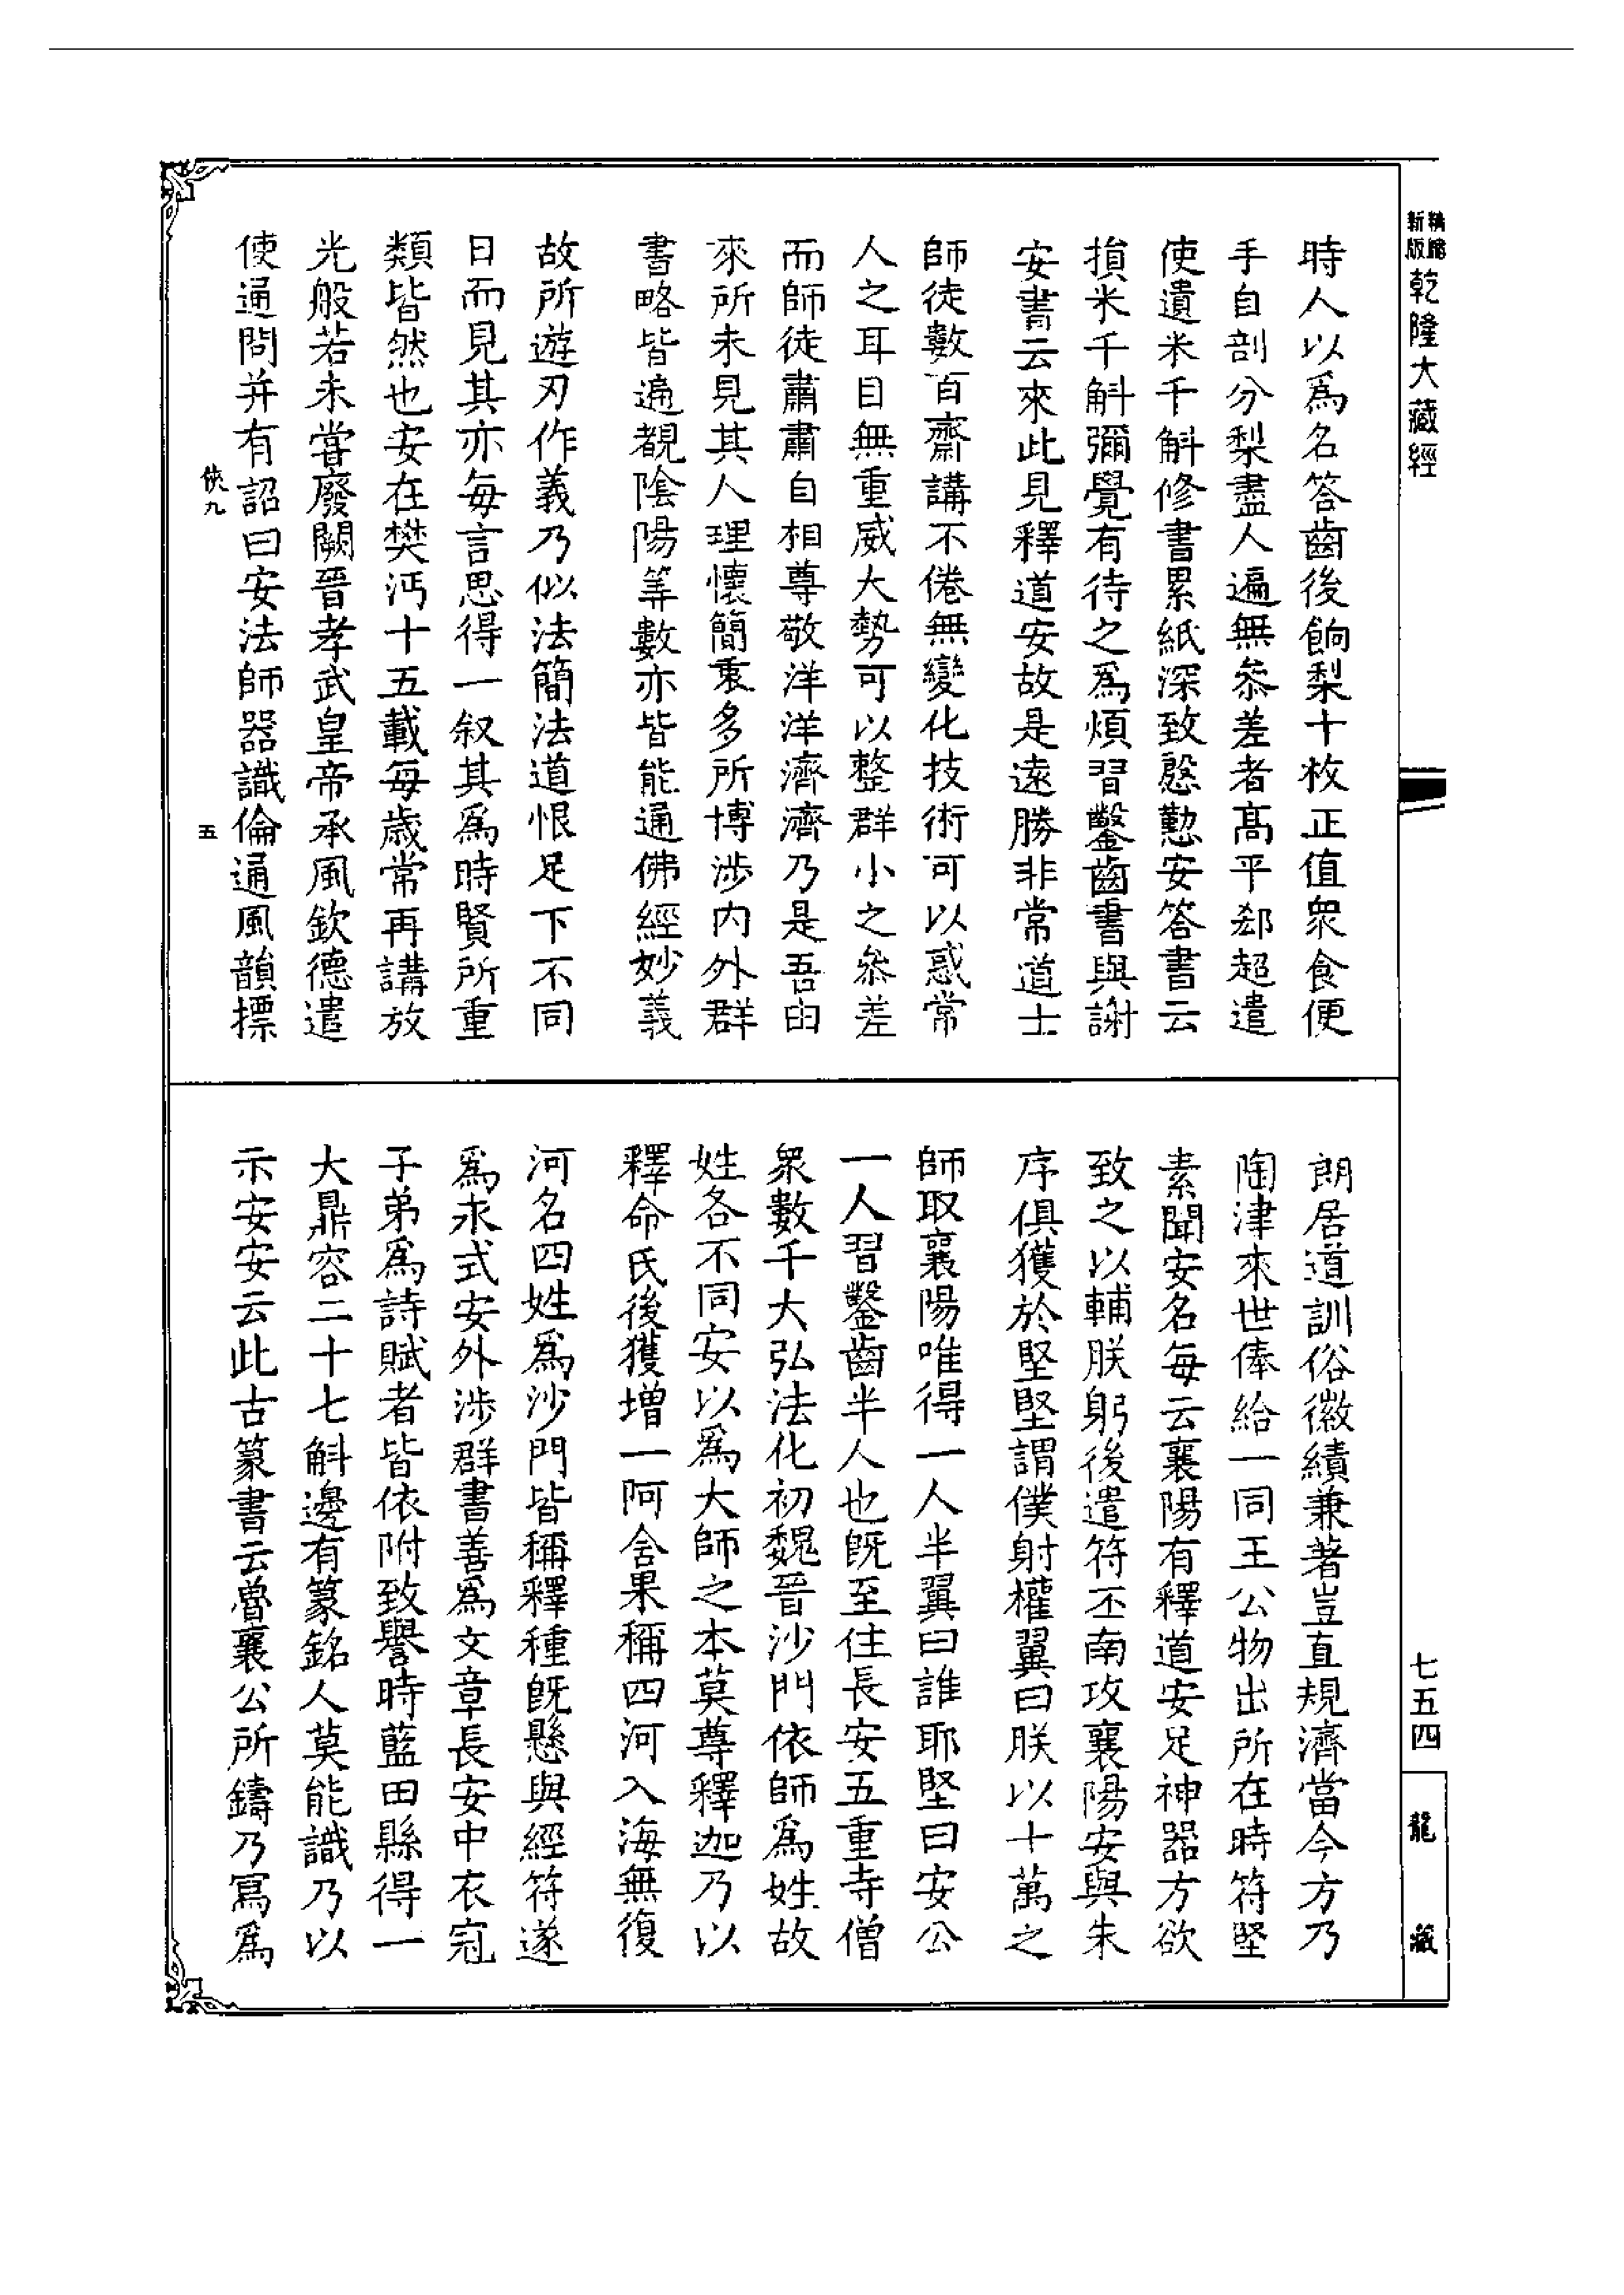 精縮新版乾隆大藏經
時人以爲名答齒後餉梨十枚正值衆食便
手自剖分梨盡人遍無叅差者髙平郄超遣
使遺米千斛修書累紙深致慇懃安答書云
損米千斛彌覺有待之爲煩習鑿齒書與謝
安書云來此見釋道安故是遠勝非常道士
師徒數百齋講不倦無變化技術可以惑常
人之耳目無重威大勢可以整群小之叅差
而師徒肅肅自相尊敬洋洋濟濟乃是吾由
來所未見其人理懷簡衷多所博涉内外群
書略皆遍覩陰陽筭數亦皆能通佛經妙義
故所遊刃作義乃似法簡法道恨足下不同
日而見其亦每言思得一叙其爲時賢所重
類皆然也安在樊沔十五載每歲常再講放
光般若未甞廢闕晉孝武皇帝承風欽德遣
使通問并有詔曰安法師器識倫通風韻標
俠九
五
朗居道訓俗徽績兼著豈直規濟當今方乃
陶津來世俸給一同王公物出所在時符堅
素聞安名每云襄陽有釋道安足神器方欲
致之以輔朕躬後遣符丕南攻襄陽安與朱
序俱獲於堅堅謂僕射權翼曰朕以十萬之
師取襄陽唯得一人半翼曰誰耶堅曰安公
一人習鑿齒半人也旣至住長安五重寺僧
衆數千大弘法化初魏晉沙門依師爲姓故
姓各不同安以爲大師之本莫尊釋迦乃以
釋命氏後獲增一阿含果稱四河入海無復
河名四姓爲沙門皆稱釋種旣懸與經符遂
爲永式安外涉群書善爲文章長安中衣冠
子弟爲詩賦者皆依附致譽時藍田縣得一
大鼎容二十七斛邊有篆銘人莫能識乃以
示安安云此古篆書云魯襄公所鑄乃寫爲
七五四
龍藏